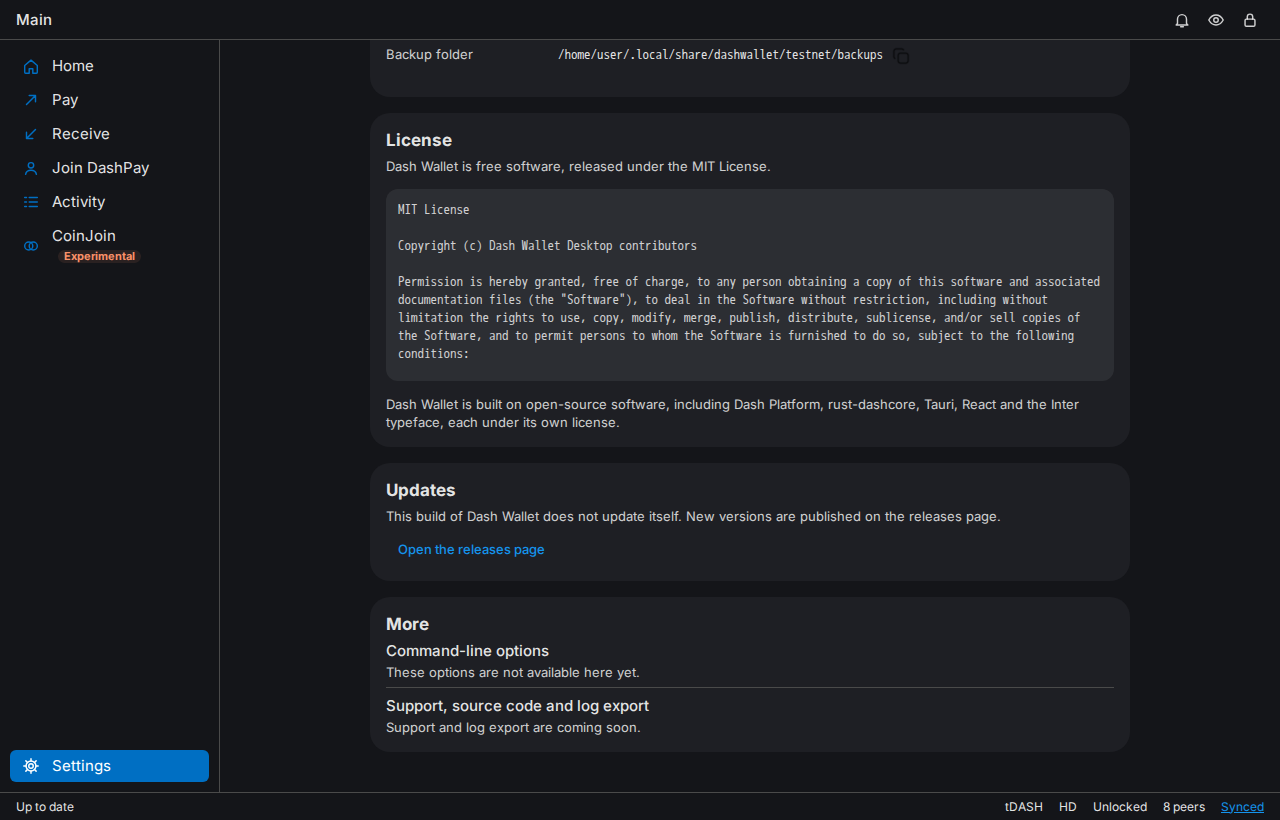 Main
Home
Pay
Receive
Join DashPay
Activity
CoinJoin
Experimental
Settings
Backup folder /home/user/.local/share/dashwallet/testnet/backups
License
Dash Wallet is free software, released under the MIT License.
MIT License
Copyright (c) Dash Wallet Desktop contributors
Permission is hereby granted, free of charge, to any person obtaining a copy of this software and associated
documentation files (the "Software"), to deal in the Software without restriction, including without
limitation the rights to use, copy, modify, merge, publish, distribute, sublicense, and/or sell copies of
the Software, and to permit persons to whom the Software is furnished to do so, subject to the following
conditions:
Dash Wallet is built on open-source software, including Dash Platform, rust-dashcore, Tauri, React and the Inter
typeface, each under its own license.
Updates
This build of Dash Wallet does not update itself. New versions are published on the releases page.
Open the releases page
More
Command-line options
These options are not available here yet.
Support, source code and log export
Support and log export are coming soon.
Up to date tDASH HD Unlocked 8 peers Synced